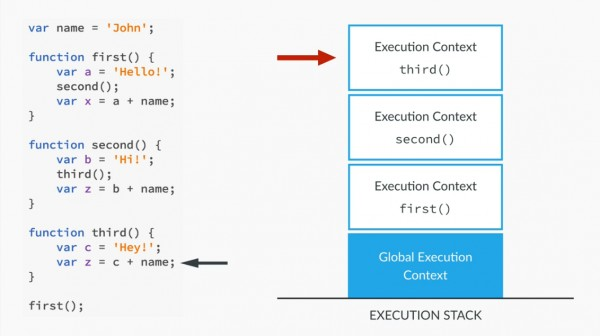 var name = 'John';
function first() {
    var a = 'Hello!';
    second();
    var x = a + name;
}
function second() {
    var b = 'Hi!';
    third();
    var z = b + name;
}
function third() {
    var c = 'Hey!';
    var z = c + name;
}
first();
Execution Context
third()
Execution Context
second()
Execution Context
first()
Global Execution
Context
EXECUTION STACK